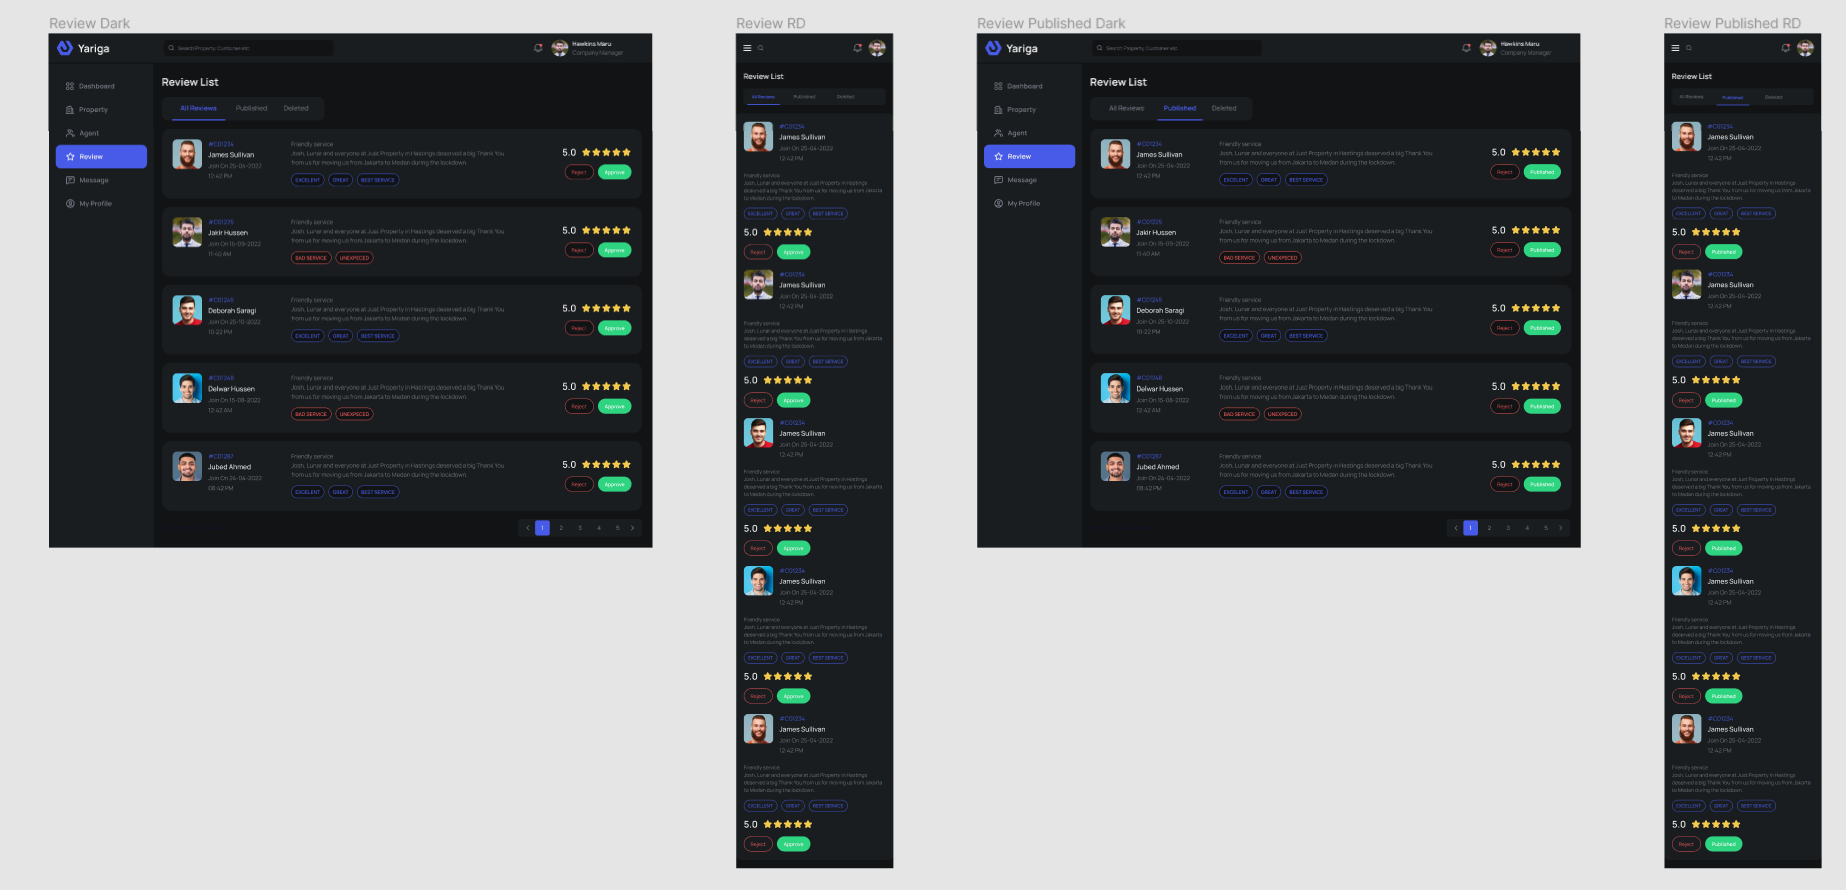 Review Dark
Yariga
Search Property, Customer etc
Hawkins Maru
Company Manager
Dashboard
Property
Agent
Review
Message
My Profile
Review List
All Reviews
Published
Deleted
#C01234
James Sullivan
Join On 25-04-2022
12:42 PM
Friendly service
Josh, Lunar and everyone at Just Property in Hastings deserved a big Thank You
from us for moving us from Jakarta to Medan during the lockdown.
EXCELLENT GREAT BEST SERVICE
5.0
Reject Approve
#C01225
Jakir Hussen
Join On 15-09-2022
11:40 AM
Friendly service
Josh, Lunar and everyone at Just Property in Hastings deserved a big Thank You
from us for moving us from Jakarta to Medan during the lockdown.
BAD SERVICE UNEXPECED
5.0
Reject Approve
#C01245
Deborah Saragi
Join On 25-10-2022
10:22 PM
Friendly service
Josh, Lunar and everyone at Just Property in Hastings deserved a big Thank You
from us for moving us from Jakarta to Medan during the lockdown.
EXCELLENT GREAT BEST SERVICE
5.0
Reject Approve
#C01248
Delwar Hussen
Join On 15-08-2022
12:42 AM
Friendly service
Josh, Lunar and everyone at Just Property in Hastings deserved a big Thank You
from us for moving us from Jakarta to Medan during the lockdown.
BAD SERVICE UNEXPECED
5.0
Reject Approve
#C01287
Jubed Ahmed
Join On 24-04-2022
08:42 PM
Friendly service
Josh, Lunar and everyone at Just Property in Hastings deserved a big Thank You
from us for moving us from Jakarta to Medan during the lockdown.
EXCELLENT GREAT BEST SERVICE
5.0
Reject Approve
< 1 2 3 4 5 >
Review RD
Review List
All Reviews Published Deleted
#C01234
James Sullivan
Join On 25-04-2022
12:42 PM
Friendly service
Josh, Lunar and everyone at Just Property in Hastings
deserved a big Thank You from us for moving us from Jakarta
to Medan during the lockdown.
EXCELLENT GREAT BEST SERVICE
5.0
Reject Approve
#C01234
James Sullivan
Join On 25-04-2022
12:42 PM
Friendly service
Josh, Lunar and everyone at Just Property in Hastings
deserved a big Thank You from us for moving us from Jakarta
to Medan during the lockdown.
EXCELLENT GREAT BEST SERVICE
5.0
Reject Approve
#C01234
James Sullivan
Join On 25-04-2022
12:42 PM
Friendly service
Josh, Lunar and everyone at Just Property in Hastings
deserved a big Thank You from us for moving us from Jakarta
to Medan during the lockdown.
EXCELLENT GREAT BEST SERVICE
5.0
Reject Approve
#C01234
James Sullivan
Join On 25-04-2022
12:42 PM
Friendly service
Josh, Lunar and everyone at Just Property in Hastings
deserved a big Thank You from us for moving us from Jakarta
to Medan during the lockdown.
EXCELLENT GREAT BEST SERVICE
5.0
Reject Approve
#C01234
James Sullivan
Join On 25-04-2022
12:42 PM
Friendly service
Josh, Lunar and everyone at Just Property in Hastings
deserved a big Thank You from us for moving us from Jakarta
to Medan during the lockdown.
EXCELLENT GREAT BEST SERVICE
5.0
Reject Approve
Review Published Dark
Yariga
Search Property, Customer etc
Hawkins Maru
Company Manager
Dashboard
Property
Agent
Review
Message
My Profile
Review List
All Reviews
Published
Deleted
#C01234
James Sullivan
Join On 25-04-2022
12:42 PM
Friendly service
Josh, Lunar and everyone at Just Property in Hastings deserved a big Thank You
from us for moving us from Jakarta to Medan during the lockdown.
EXCELLENT GREAT BEST SERVICE
5.0
Reject Published
#C01225
Jakir Hussen
Join On 15-09-2022
11:40 AM
Friendly service
Josh, Lunar and everyone at Just Property in Hastings deserved a big Thank You
from us for moving us from Jakarta to Medan during the lockdown.
BAD SERVICE UNEXPECED
5.0
Reject Published
#C01245
Deborah Saragi
Join On 25-10-2022
10:22 PM
Friendly service
Josh, Lunar and everyone at Just Property in Hastings deserved a big Thank You
from us for moving us from Jakarta to Medan during the lockdown.
EXCELLENT GREAT BEST SERVICE
5.0
Reject Published
#C01248
Delwar Hussen
Join On 15-08-2022
12:42 AM
Friendly service
Josh, Lunar and everyone at Just Property in Hastings deserved a big Thank You
from us for moving us from Jakarta to Medan during the lockdown.
BAD SERVICE UNEXPECED
5.0
Reject Published
#C01287
Jubed Ahmed
Join On 24-04-2022
08:42 PM
Friendly service
Josh, Lunar and everyone at Just Property in Hastings deserved a big Thank You
from us for moving us from Jakarta to Medan during the lockdown.
EXCELLENT GREAT BEST SERVICE
5.0
Reject Published
< 1 2 3 4 5 >
Review Published RD
Review List
All Reviews Published Deleted
#C01234
James Sullivan
Join On 25-04-2022
12:42 PM
Friendly service
Josh, Lunar and everyone at Just Property in Hastings
deserved a big Thank You from us for moving us from Jakarta
to Medan during the lockdown.
EXCELLENT GREAT BEST SERVICE
5.0
Reject Published
#C01234
James Sullivan
Join On 25-04-2022
12:42 PM
Friendly service
Josh, Lunar and everyone at Just Property in Hastings
deserved a big Thank You from us for moving us from Jakarta
to Medan during the lockdown.
EXCELLENT GREAT BEST SERVICE
5.0
Reject Published
#C01234
James Sullivan
Join On 25-04-2022
12:42 PM
Friendly service
Josh, Lunar and everyone at Just Property in Hastings
deserved a big Thank You from us for moving us from Jakarta
to Medan during the lockdown.
EXCELLENT GREAT BEST SERVICE
5.0
Reject Published
#C01234
James Sullivan
Join On 25-04-2022
12:42 PM
Friendly service
Josh, Lunar and everyone at Just Property in Hastings
deserved a big Thank You from us for moving us from Jakarta
to Medan during the lockdown.
EXCELLENT GREAT BEST SERVICE
5.0
Reject Published
#C01234
James Sullivan
Join On 25-04-2022
12:42 PM
Friendly service
Josh, Lunar and everyone at Just Property in Hastings
deserved a big Thank You from us for moving us from Jakarta
to Medan during the lockdown.
EXCELLENT GREAT BEST SERVICE
5.0
Reject Published